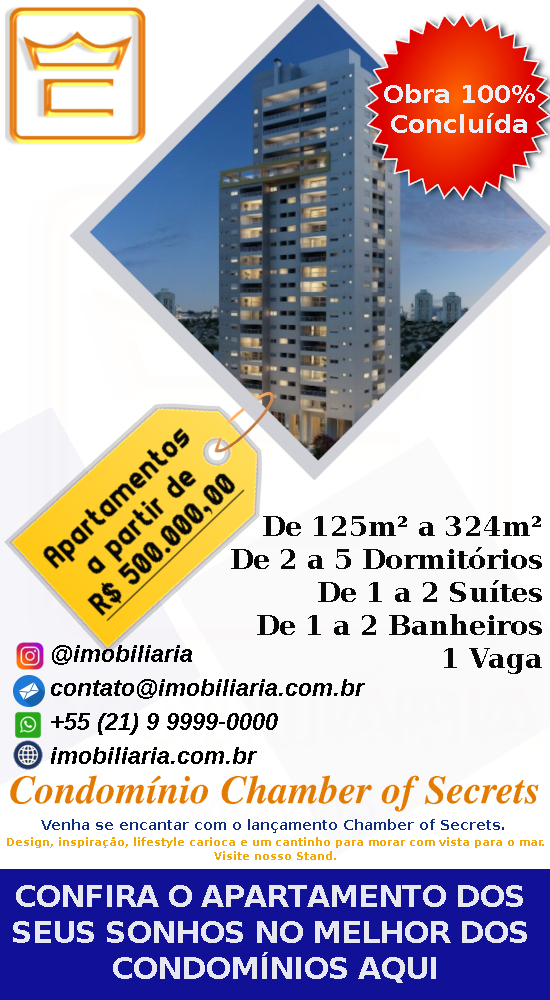 Obra 100%
Concluída
Apartamentos
a partir de
R$ 500.000,00
De 125m² a 324m²
De 2 a 5 Dormitórios
De 1 a 2 Suítes
De 1 a 2 Banheiros
1 Vaga
@imobiliaria
contato@imobiliaria.com.br
+55 (21) 9 9999-0000
imobiliaria.com.br
Condomínio Chamber of Secrets
Venha se encantar com o lançamento Chamber of Secrets.
Design, inspiração, lifestyle carioca e um cantinho para morar com vista para o mar.
Visite nosso Stand.
CONFIRA O APARTAMENTO DOS
SEUS SONHOS NO MELHOR DOS
CONDOMÍNIOS AQUI